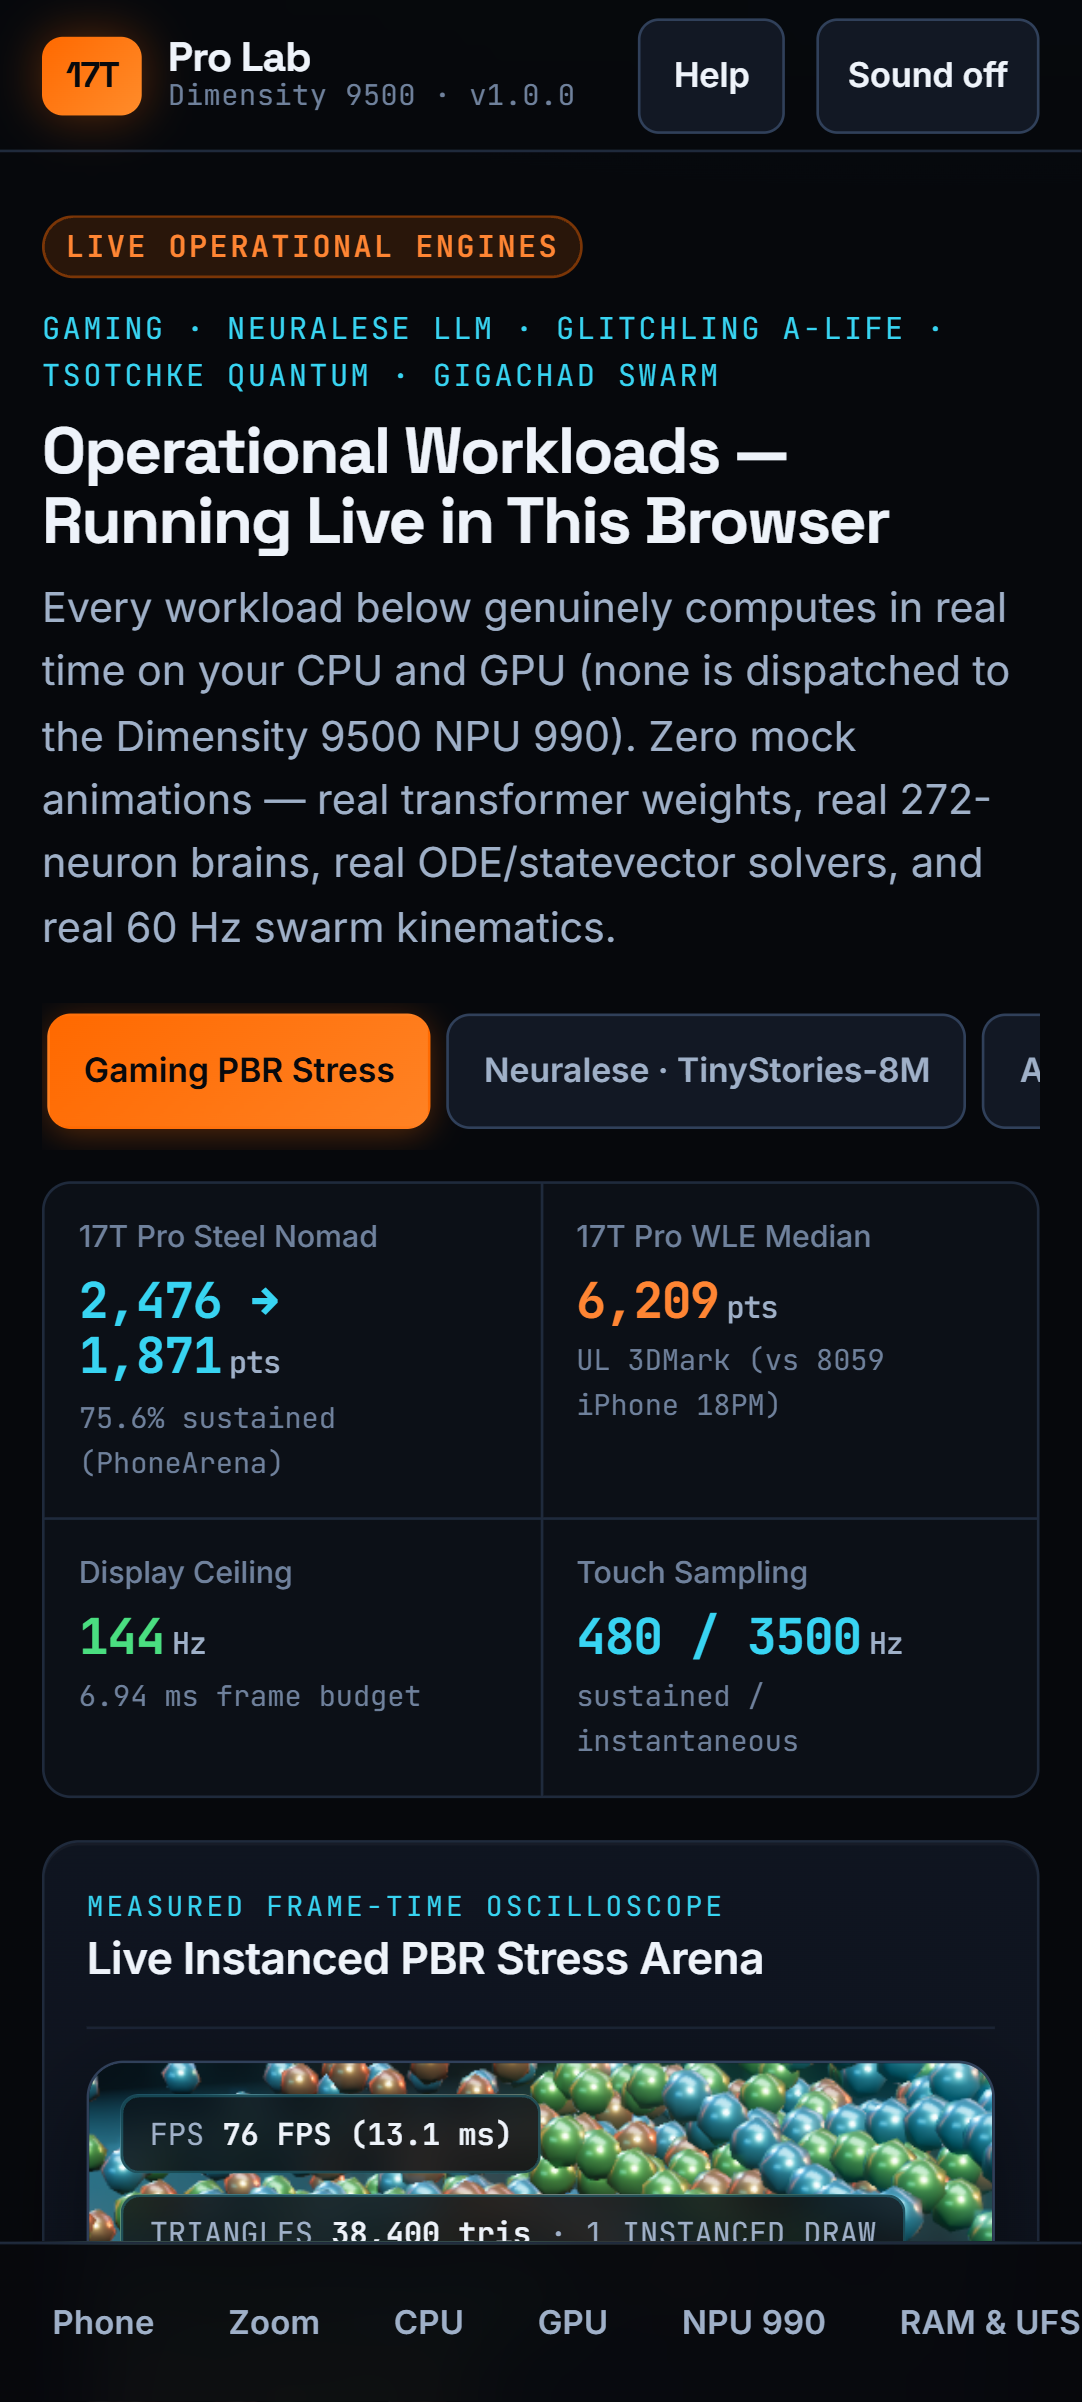 17T
Pro Lab
Dimensity 9500 · v1.0.0
Help
Sound off
LIVE OPERATIONAL ENGINES
GAMING · NEURALESE LLM · GLITCHLING A-LIFE ·
TSOTCHKE QUANTUM · GIGACHAD SWARM
Operational Workloads —
Running Live in This Browser
Every workload below genuinely computes in real
time on your CPU and GPU (none is dispatched to
the Dimensity 9500 NPU 990). Zero mock
animations — real transformer weights, real 272-
neuron brains, real ODE/statevector solvers, and
real 60 Hz swarm kinematics.
Gaming PBR Stress
Neuralese · TinyStories-8M
A
17T Pro Steel Nomad
2,476 →
1,871 pts
75.6% sustained
(PhoneArena)
17T Pro WLE Median
6,209 pts
UL 3DMark (vs 8059
iPhone 18PM)
Display Ceiling
144 Hz
6.94 ms frame budget
Touch Sampling
480 / 3500 Hz
sustained /
instantaneous
MEASURED FRAME-TIME OSCILLOSCOPE
Live Instanced PBR Stress Arena
FPS 76 FPS (13.1 ms)
TRIANGLES 38,400 tris · 1 INSTANCED DRAW
Phone
Zoom
CPU
GPU
NPU 990
RAM & UFS